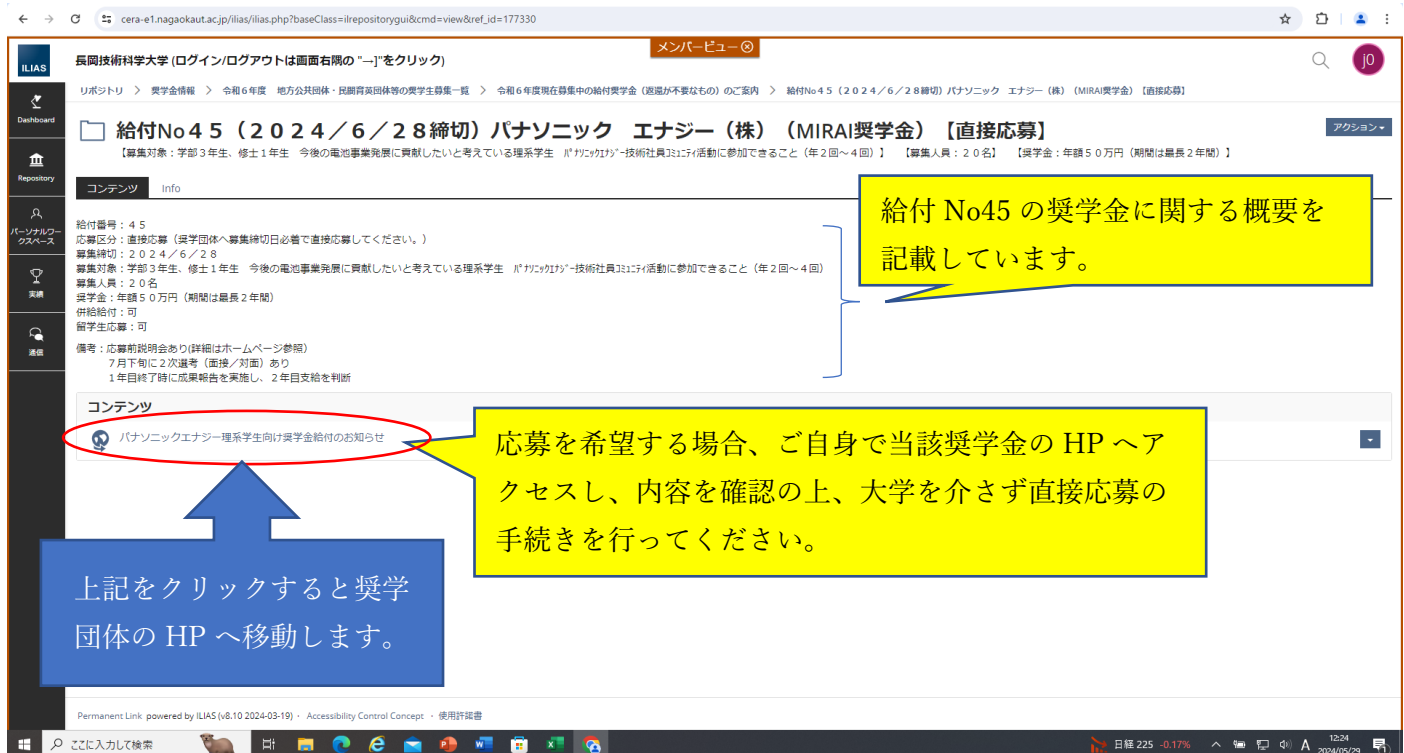 cera-e1.nagaokaut.ac.jp/ilias/ilias.php?baseClass=ilrepositorygui&cmd=view&ref_id=177330
メンバービュー
ILIAS
長岡技術科学大学 (ログイン/ログアウトは画面右隅の "→]"をクリック)
j0
リポジトリ > 奨学金情報 > 令和６年度 地方公共団体・民間育英団体等の奨学生募集一覧 > 令和６年度現在募集中の給付奨学金（返還が不要なもの）のご案内 > 給付No４５（２０２４／６／２８締切）パナソニック エナジー（株）（MIRAI奨学金）【直接応募】
Dashboard
給付No４５（２０２４／６／２８締切）パナソニック　エナジー（株）（MIRAI奨学金）【直接応募】
アクション
【募集対象：学部３年生、修士１年生　今後の電池事業発展に貢献したいと考えている理系学生　ﾊﾟﾅｿﾆｯｸｴﾅｼﾞｰ技術社員ｺﾐｭﾆﾃｨ活動に参加できること（年２回～４回）】　【募集人員：２０名】　【奨学金：年額５０万円（期間は最長２年間）】
Repository
コンテンツ
Info
パーソナルワークスペース
実績
通信
給付番号：４５
応募区分：直接応募（奨学団体へ募集締切日必着で直接応募してください。）
募集締切：２０２４／６／２８
募集対象：学部３年生、修士１年生　今後の電池事業発展に貢献したいと考えている理系学生　ﾊﾟﾅｿﾆｯｸｴﾅｼﾞｰ技術社員ｺﾐｭﾆﾃｨ活動に参加できること（年２回～４回）
募集人員：２０名
奨学金：年額５０万円（期間は最長２年間）
併給給付：可
留学生応募：可
備考：応募前説明会あり(詳細はホームページ参照)
７月下旬に２次選考（面接／対面）あり
１年目終了時に成果報告を実施し、２年目支給を判断
給付 No45 の奨学金に関する概要を
記載しています。
コンテンツ
パナソニックエナジー理系学生向け奨学金給付のお知らせ
応募を希望する場合、ご自身で当該奨学金の HP へア
クセスし、内容を確認の上、大学を介さず直接応募の
手続きを行ってください。
上記をクリックすると奨学
団体の HP へ移動します。
Permanent Link powered by ILIAS (v8.10 2024-03-19) · Accessibility Control Concept · 使用許諾書
ここに入力して検索
日経 225 -0.17%
A
12:24
2024/05/29